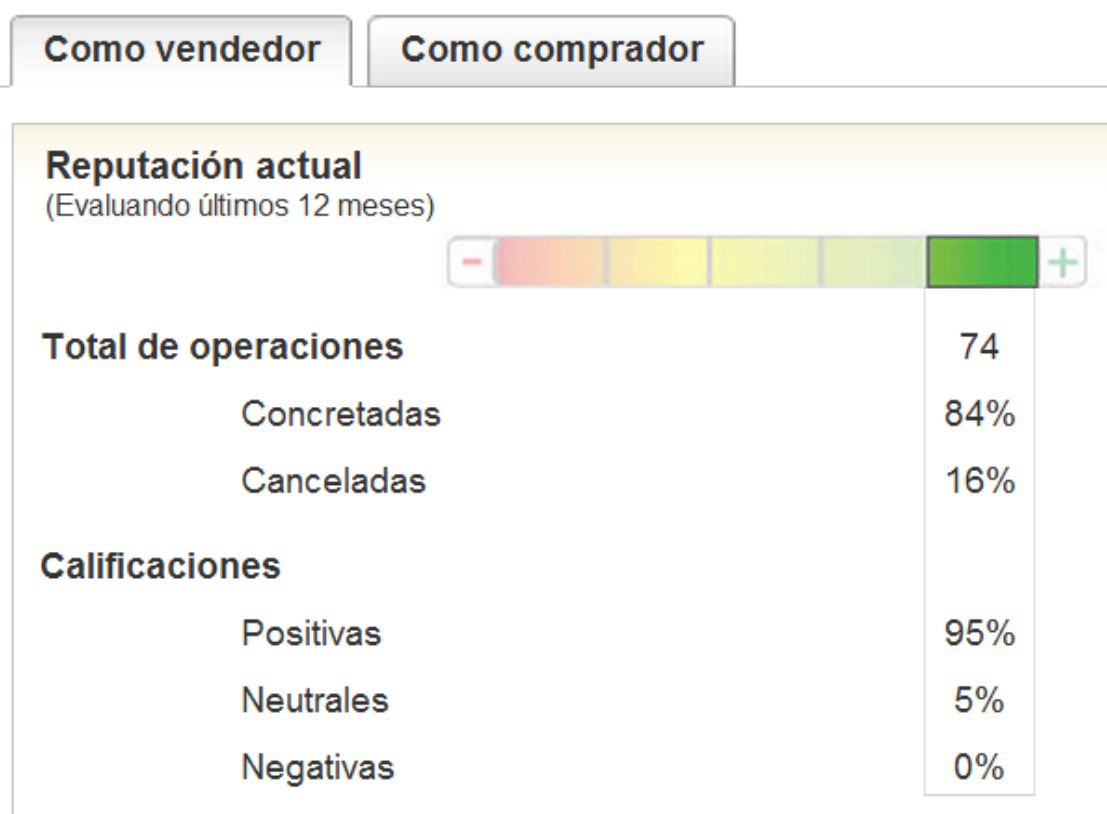 Como vendedor Como comprador
Reputación actual
(Evaluando últimos 12 meses)
- +
Total de operaciones 74
Concretadas 84%
Canceladas 16%
Calificaciones
Positivas 95%
Neutrales 5%
Negativas 0%